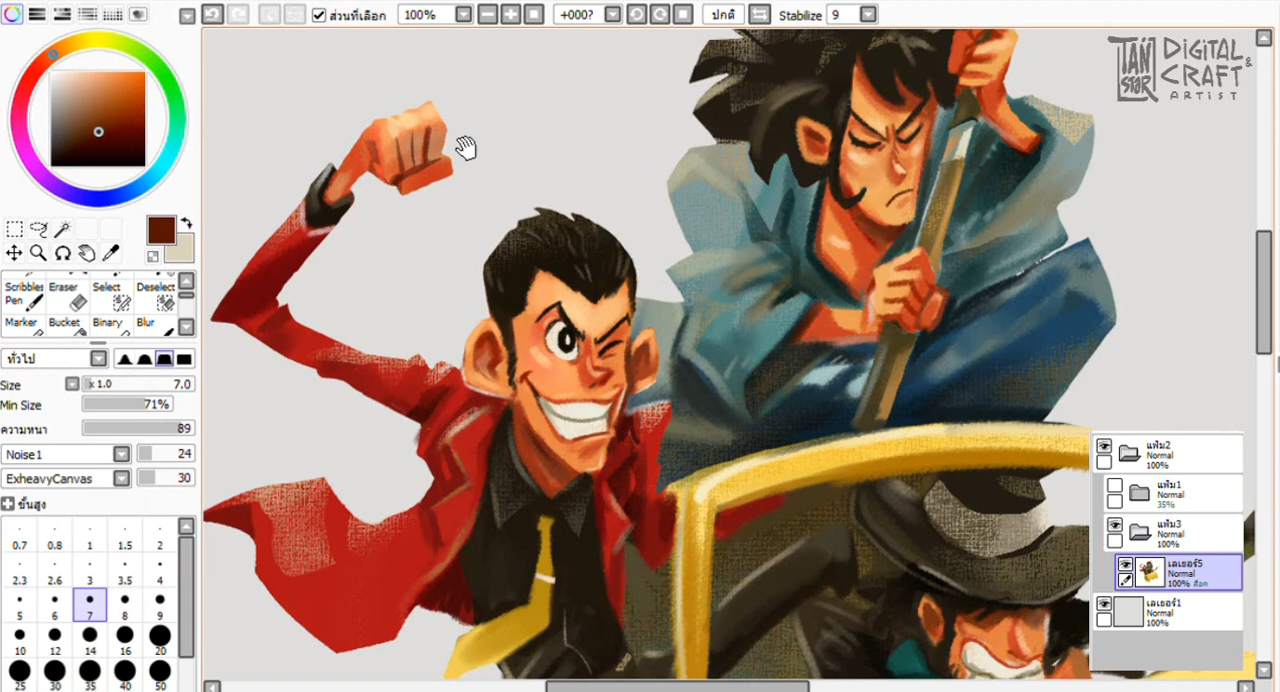 ส่วนที่เลือก
100%
+000?
ปกติ
Stabilize 9
TAN STAR
DiGiTAL &
CRAFT
ARTIST
Scribbles Pen
Eraser
Select
Deselect
Marker
Bucket
Binary
Blur
ทั่วไป
Size x 1.0 7.0
Min Size 71%
ความหนา 89
Noise1 24
ExheavyCanvas 30
ขั้นสูง
0.7 0.8 1 1.5 2
2.3 2.6 3 3.5 4
5 6 7 8 9
10 12 14 16 20
25 30 35 40 50
แฟ้ม2
Normal
100%
แฟ้ม1
Normal
35%
แฟ้ม3
Normal
100%
เลเยอร์5
Normal
100% ล๊อก
เลเยอร์1
Normal
100%